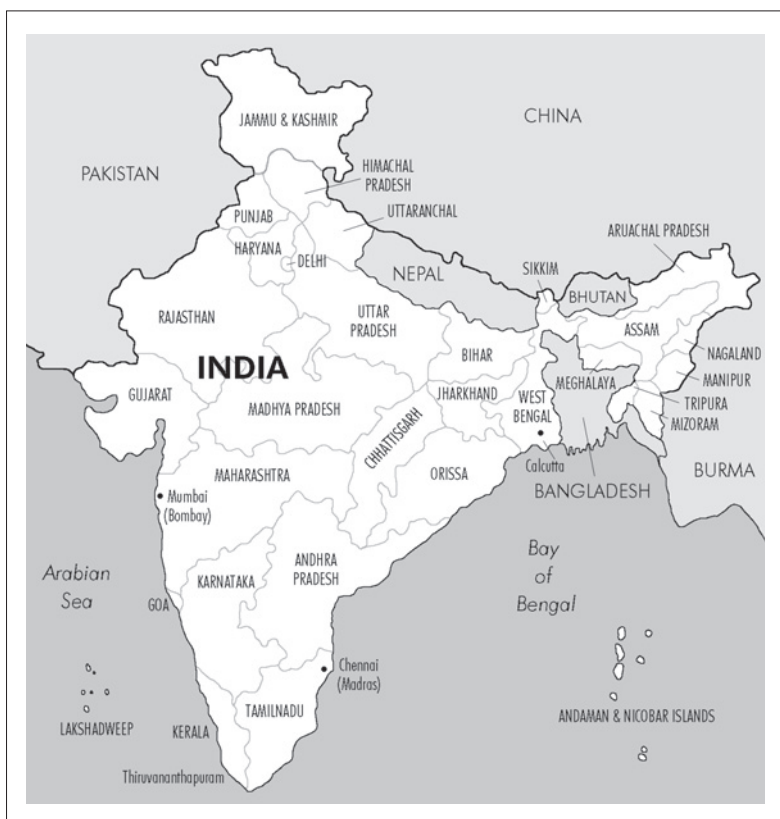 CHINA
JAMMU & KASHMIR
PAKISTAN
HIMACHAL
PRADESH
PUNJAB
UTTARANCHAL
HARYANA
DELHI
ARUACHAL PRADESH
NEPAL
SIKKIM
BHUTAN
RAJASTHAN
UTTAR
PRADESH
ASSAM
INDIA
BIHAR
NAGALAND
MEGHALAYA
MANIPUR
GUJARAT
JHARKHAND
WEST
BENGAL
TRIPURA
MADHYA PRADESH
MIZORAM
CHHATTISGARH
Calcutta
MAHARASHTRA
ORISSA
BURMA
BANGLADESH
Mumbai
(Bombay)
Arabian
Sea
ANDHRA
PRADESH
KARNATAKA
Bay
of
Bengal
GOA
Chennai
(Madras)
TAMILNADU
ANDAMAN & NICOBAR ISLANDS
LAKSHADWEEP
KERALA
Thiruvananthapuram